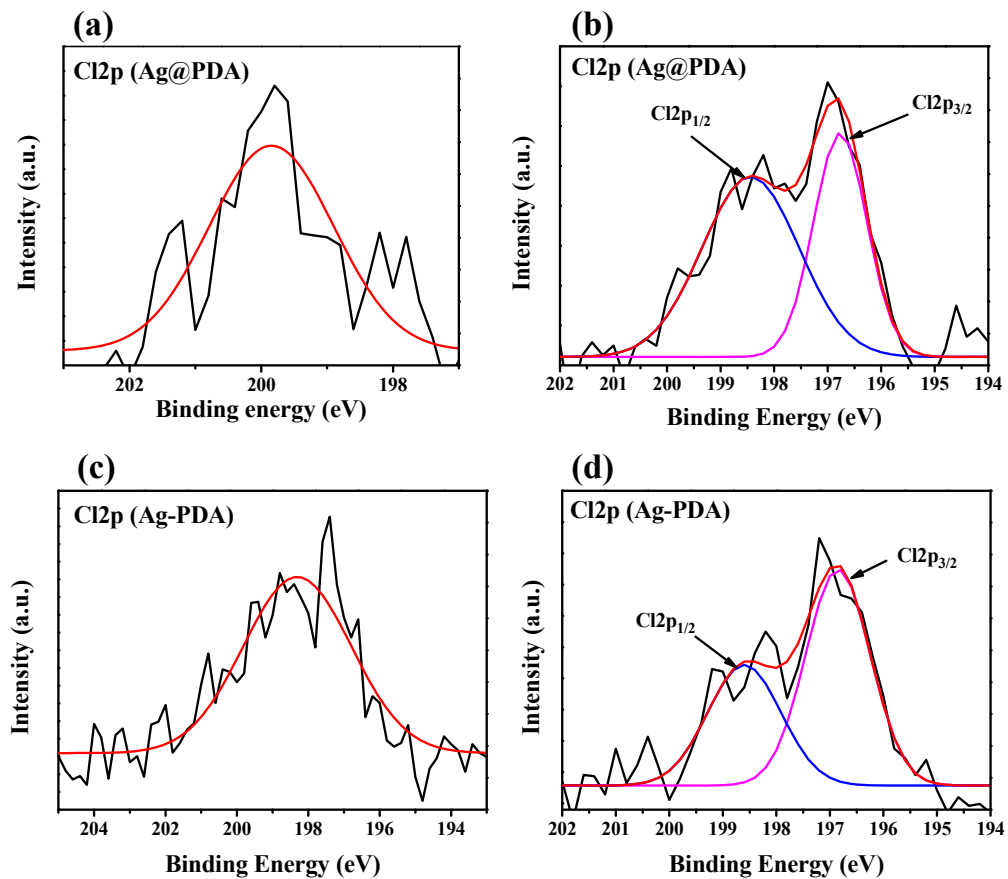 (a)
Cl2p (Ag@PDA)
Intensity (a.u.)
202 200 198
Binding energy (eV)
(b)
Cl2p (Ag@PDA)
Cl2p1/2
Cl2p3/2
Intensity (a.u.)
202 201 200 199 198 197 196 195 194
Binding Energy (eV)
(c)
Cl2p (Ag-PDA)
Intensity (a.u.)
204 202 200 198 196 194
Binding Energy (eV)
(d)
Cl2p (Ag-PDA)
Cl2p3/2
Cl2p1/2
Intensity (a.u.)
202 201 200 199 198 197 196 195 194
Binding Energy (eV)